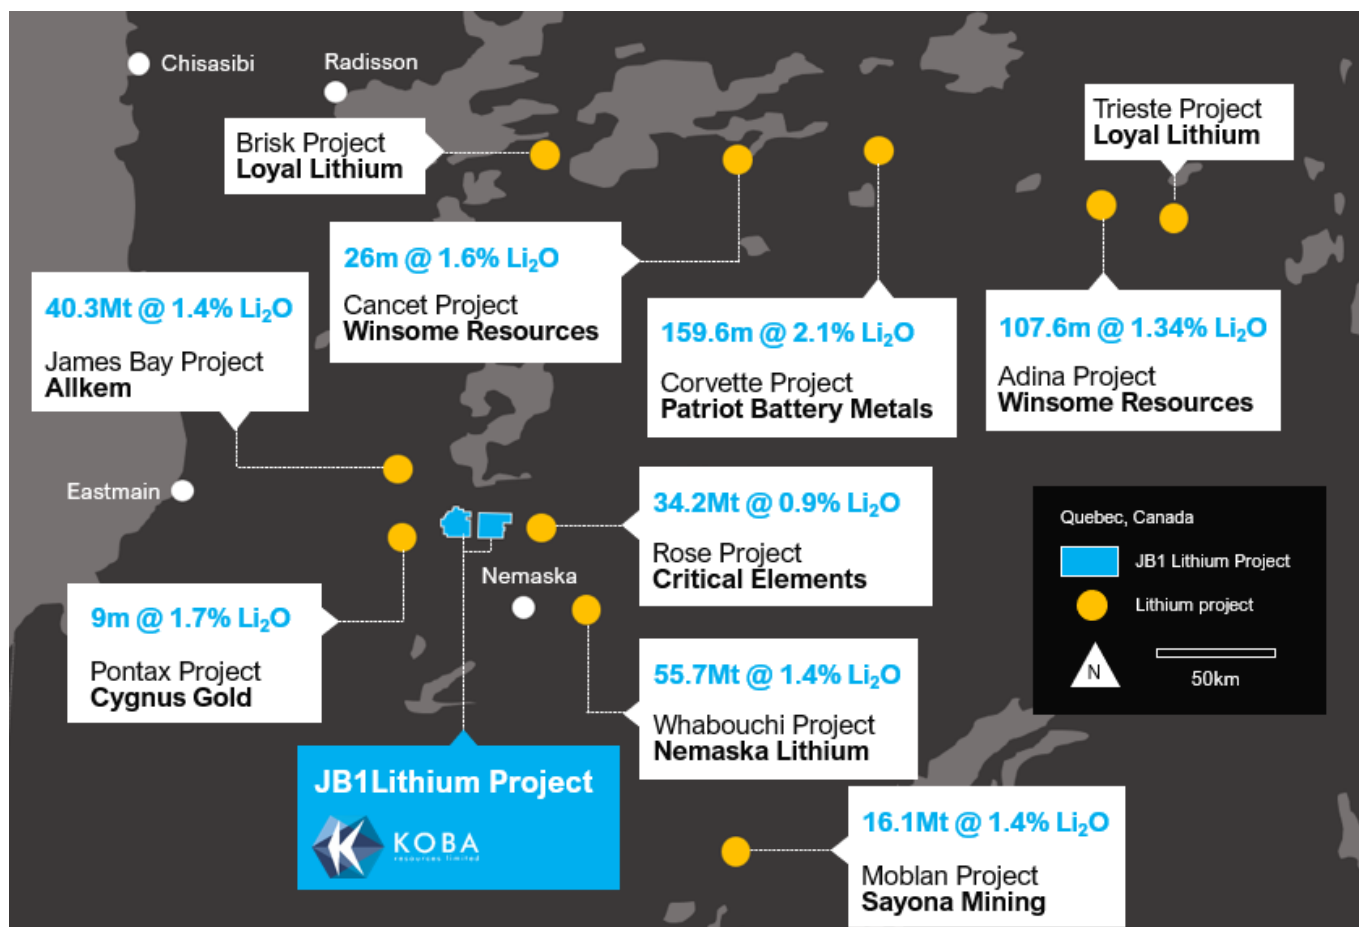 Chisasibi
Radisson
Brisk Project
Loyal Lithium
Trieste Project
Loyal Lithium
26m @ 1.6% Li₂O
Cancet Project
Winsome Resources
40.3Mt @ 1.4% Li₂O
James Bay Project
Allkem
159.6m @ 2.1% Li₂O
Corvette Project
Patriot Battery Metals
107.6m @ 1.34% Li₂O
Adina Project
Winsome Resources
Eastmain
34.2Mt @ 0.9% Li₂O
Rose Project
Critical Elements
Nemaska
9m @ 1.7% Li₂O
Pontax Project
Cygnus Gold
55.7Mt @ 1.4% Li₂O
Whabouchi Project
Nemaska Lithium
JB1Lithium Project
KOBA
resources limited
16.1Mt @ 1.4% Li₂O
Moblan Project
Sayona Mining
Quebec, Canada
JB1 Lithium Project
Lithium project
N
50km